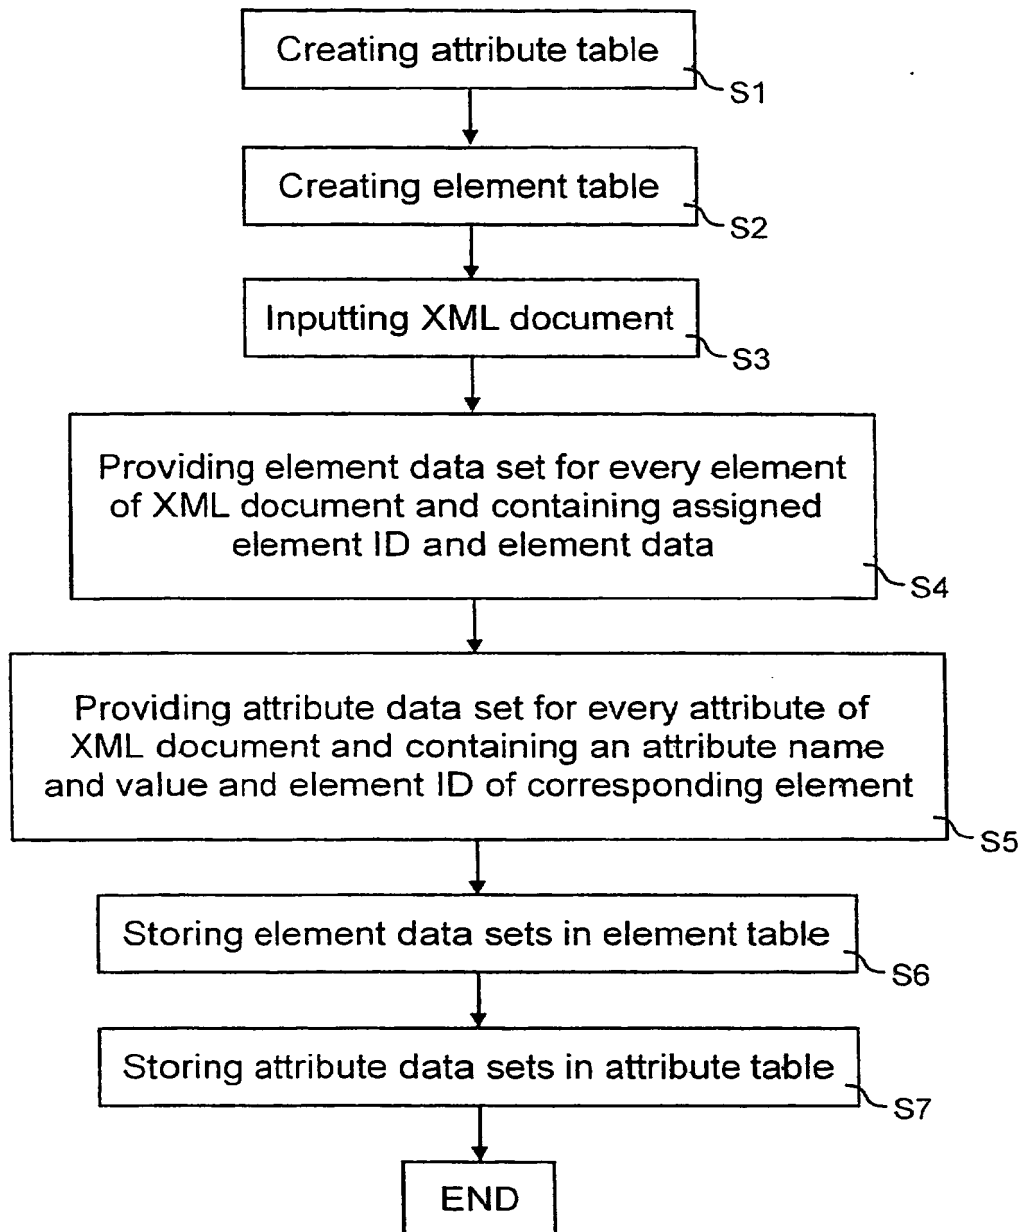 Creating attribute table
S1
Creating element table
S2
Inputting XML document
S3
Providing element data set for every element
of XML document and containing assigned
element ID and element data
S4
Providing attribute data set for every attribute of
XML document and containing an attribute name
and value and element ID of corresponding element
S5
Storing element data sets in element table
S6
Storing attribute data sets in attribute table
S7
END